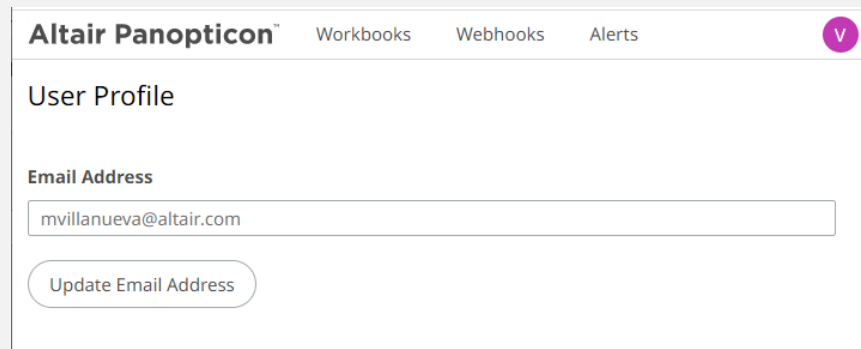 Altair Panopticon™ Workbooks Webhooks Alerts V
User Profile
Email Address
mvillanueva@altair.com
Update Email Address